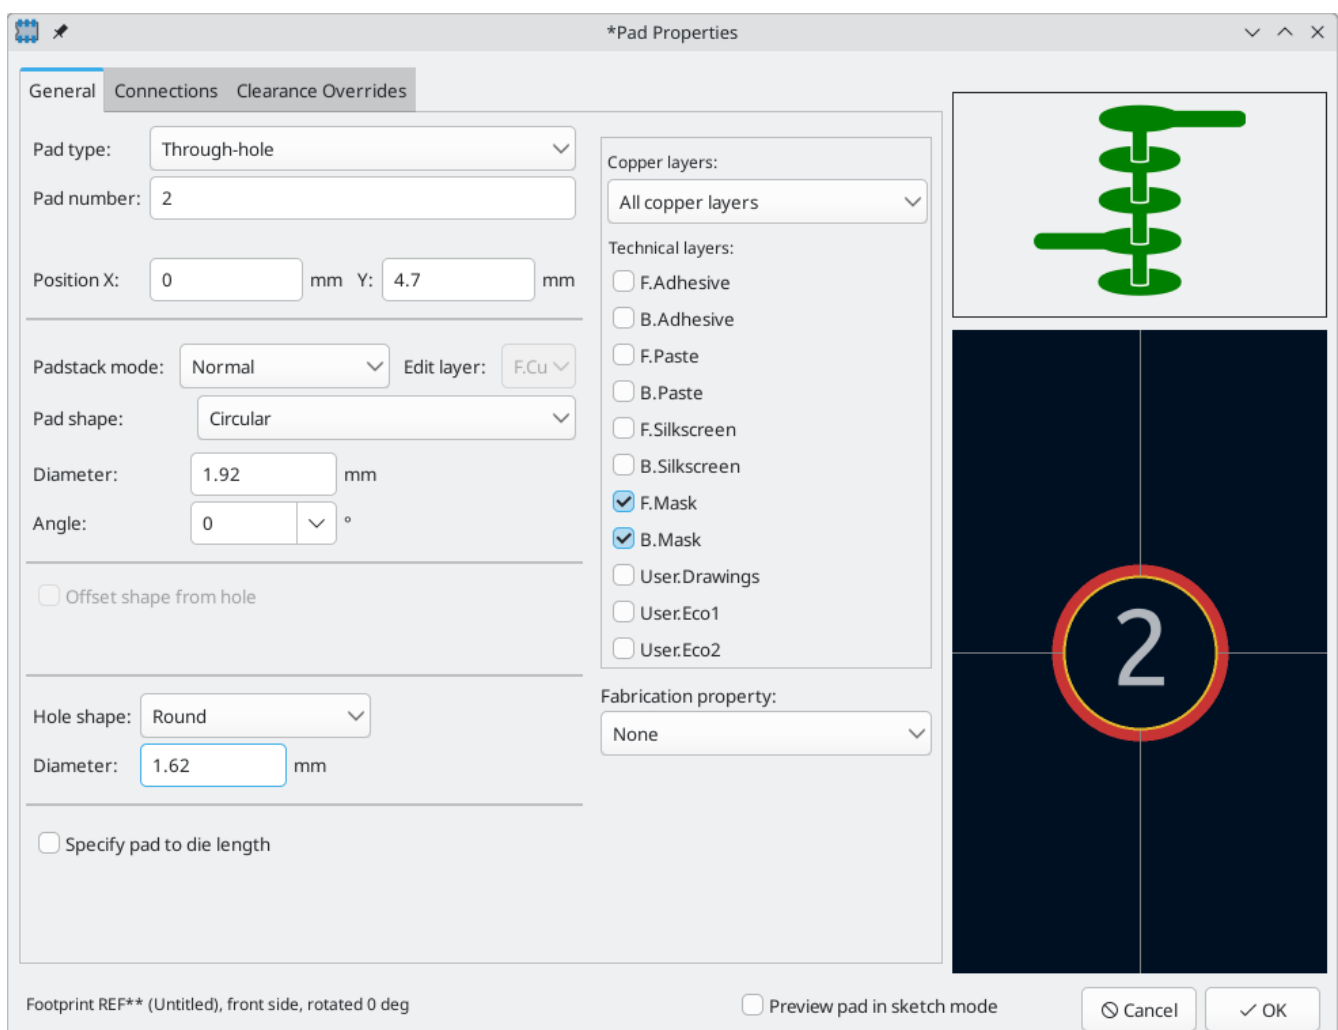 *Pad Properties
General Connections Clearance Overrides
Pad type: Through-hole
Pad number: 2
Position X: 0 mm Y: 4.7 mm
Padstack mode: Normal Edit layer: F.Cu
Pad shape: Circular
Diameter: 1.92 mm
Angle: 0 °
Offset shape from hole
Hole shape: Round
Diameter: 1.62 mm
Specify pad to die length
Copper layers:
All copper layers
Technical layers:
F.Adhesive
B.Adhesive
F.Paste
B.Paste
F.Silkscreen
B.Silkscreen
F.Mask
B.Mask
User.Drawings
User.Eco1
User.Eco2
Fabrication property:
None
2
Footprint REF** (Untitled), front side, rotated 0 deg
Preview pad in sketch mode
Cancel
OK